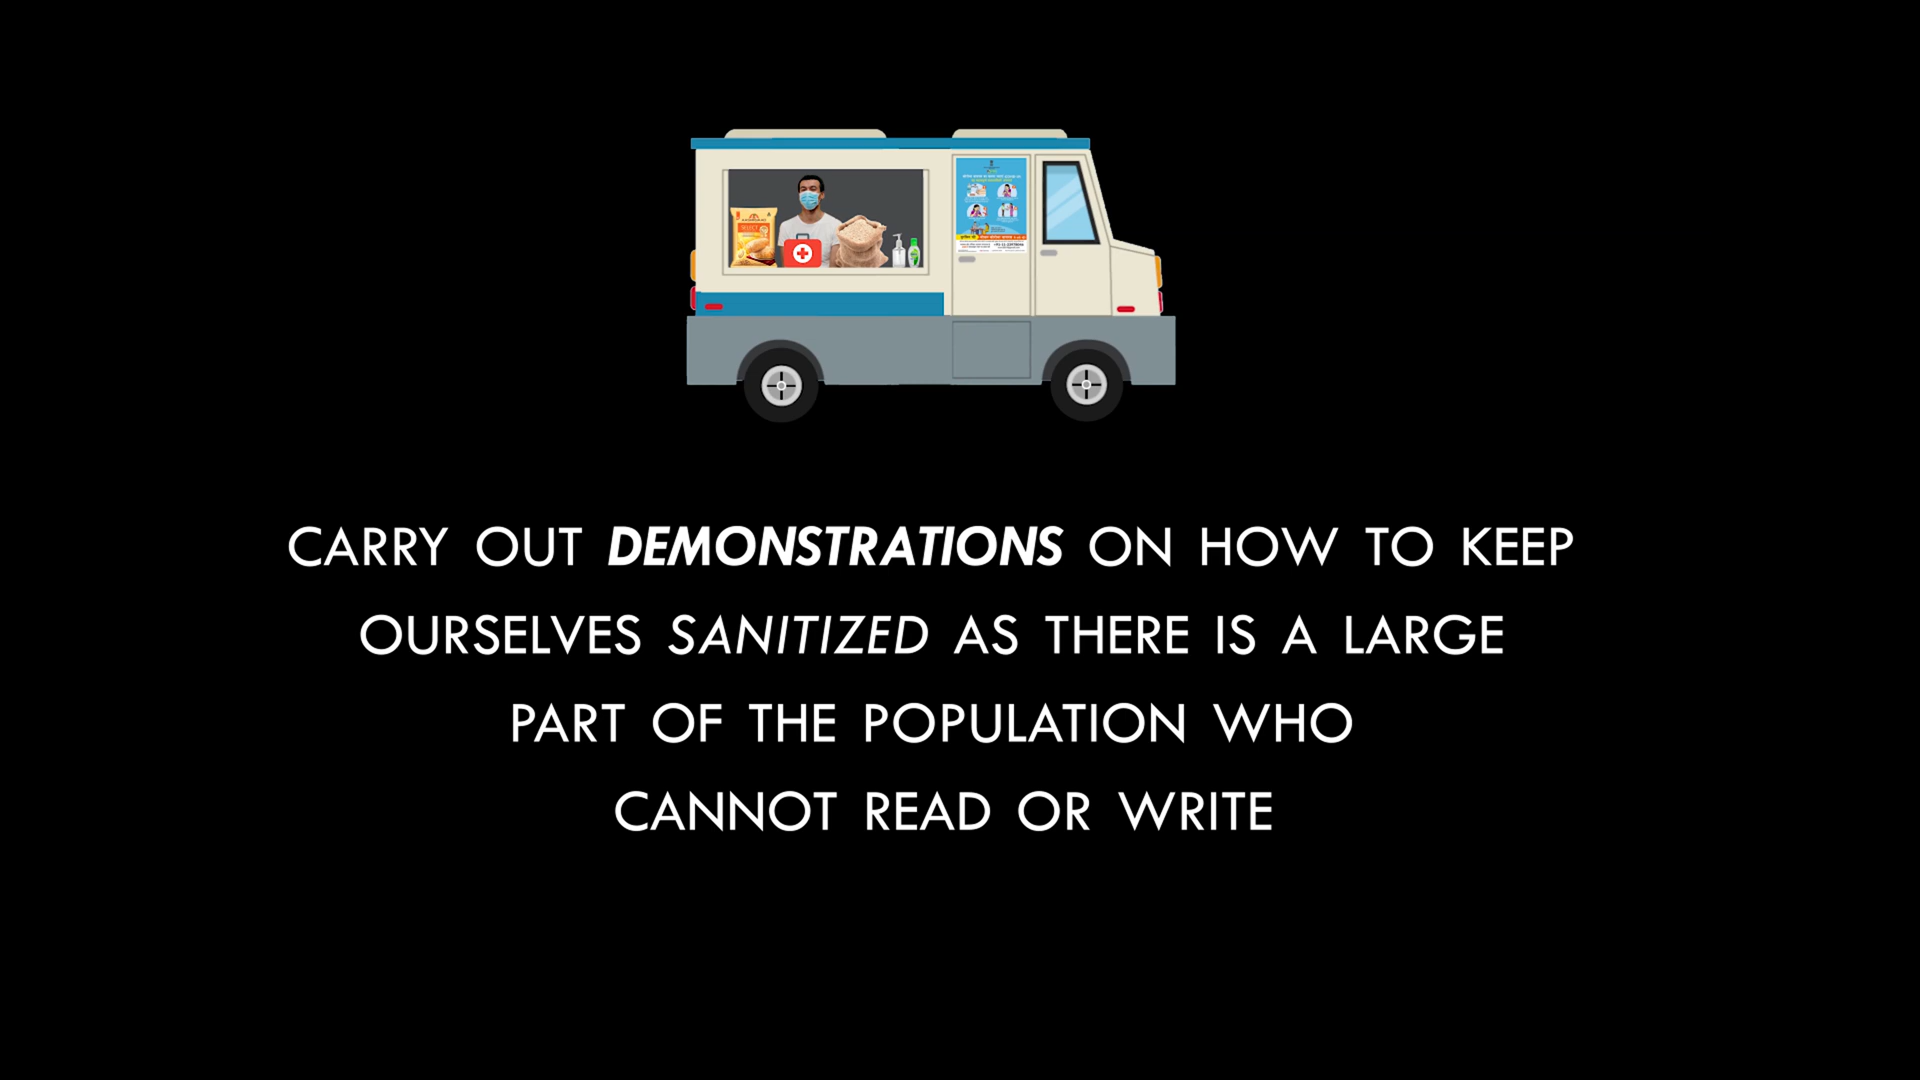 CARRY OUT DEMONSTRATIONS ON HOW TO KEEP
OURSELVES SANITIZED AS THERE IS A LARGE
PART OF THE POPULATION WHO
CANNOT READ OR WRITE